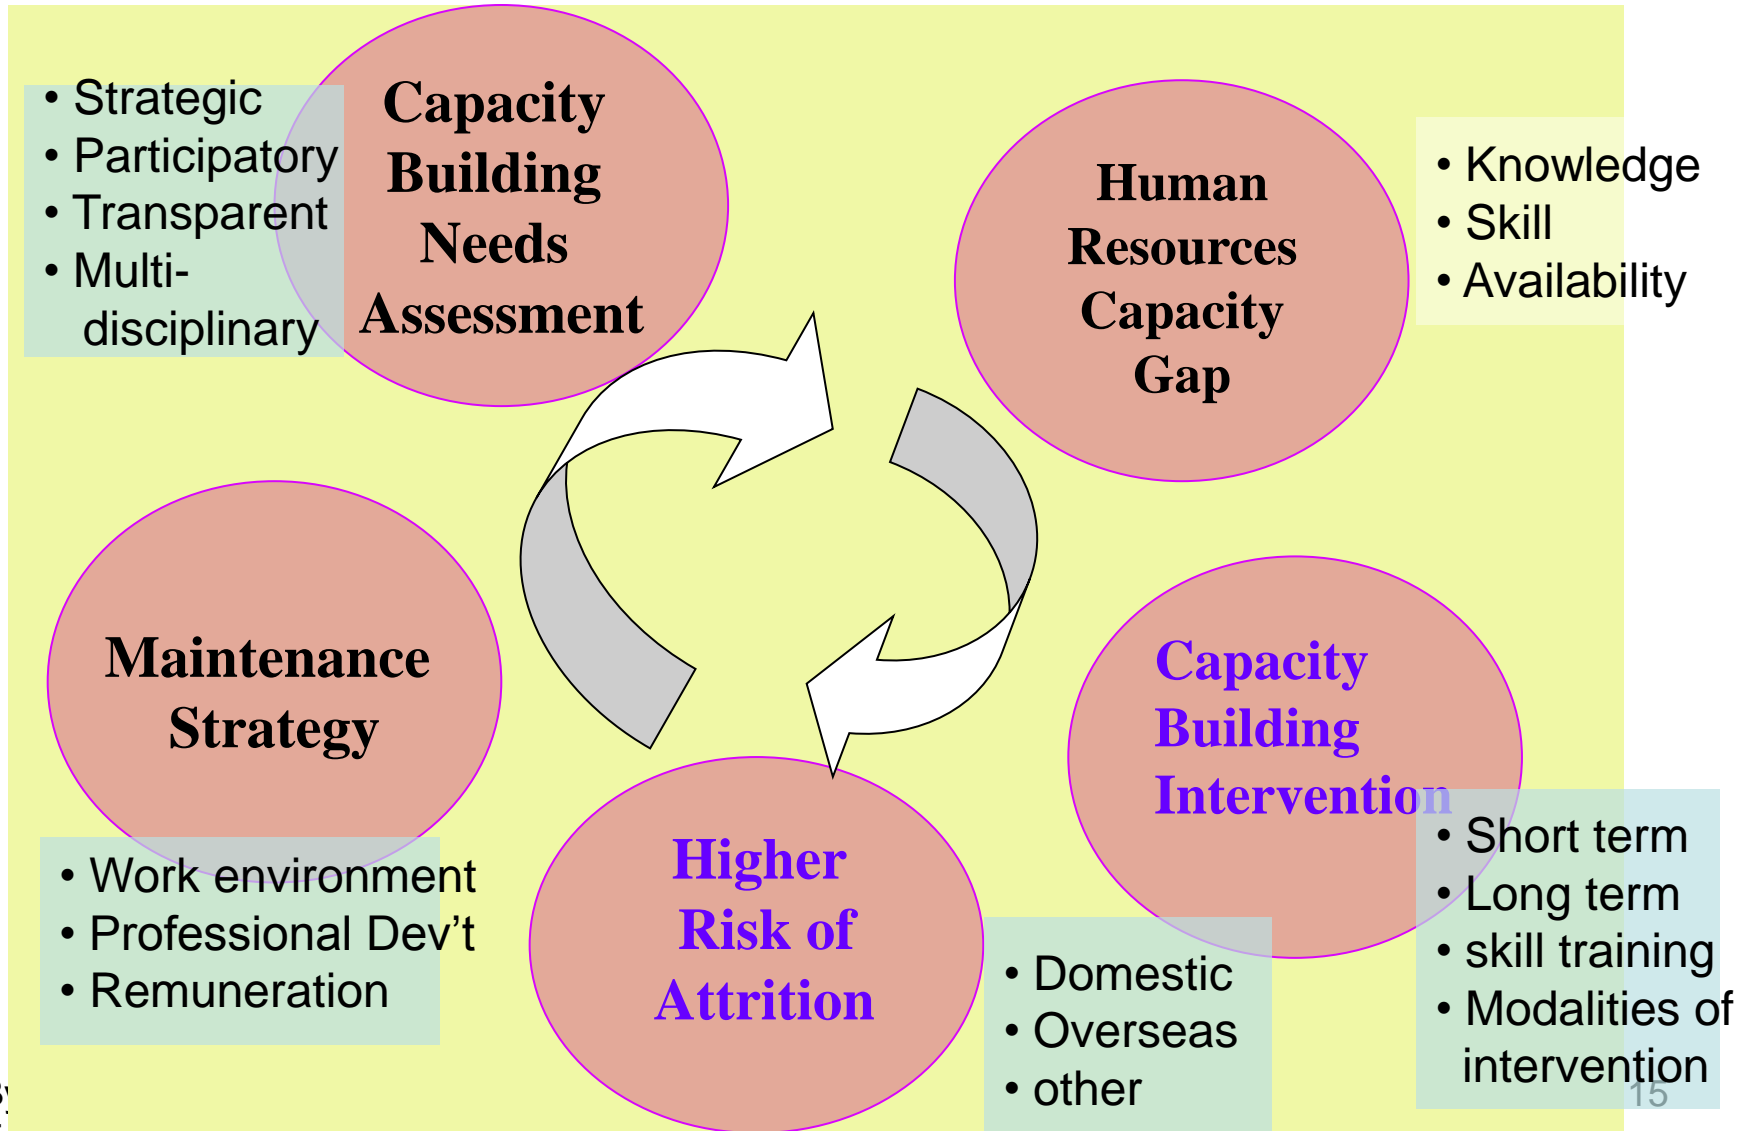 • Strategic
• Participatory
• Transparent
• Multi-
disciplinary
Capacity
Building
Needs
Assessment
Human
Resources
Capacity
Gap
• Knowledge
• Skill
• Availability
Capacity
Building
Intervention
• Short term
• Long term
• skill training
• Modalities of
intervention
Higher
Risk of
Attrition
• Domestic
• Overseas
• other
Maintenance
Strategy
• Work environment
• Professional Dev’t
• Remuneration
15